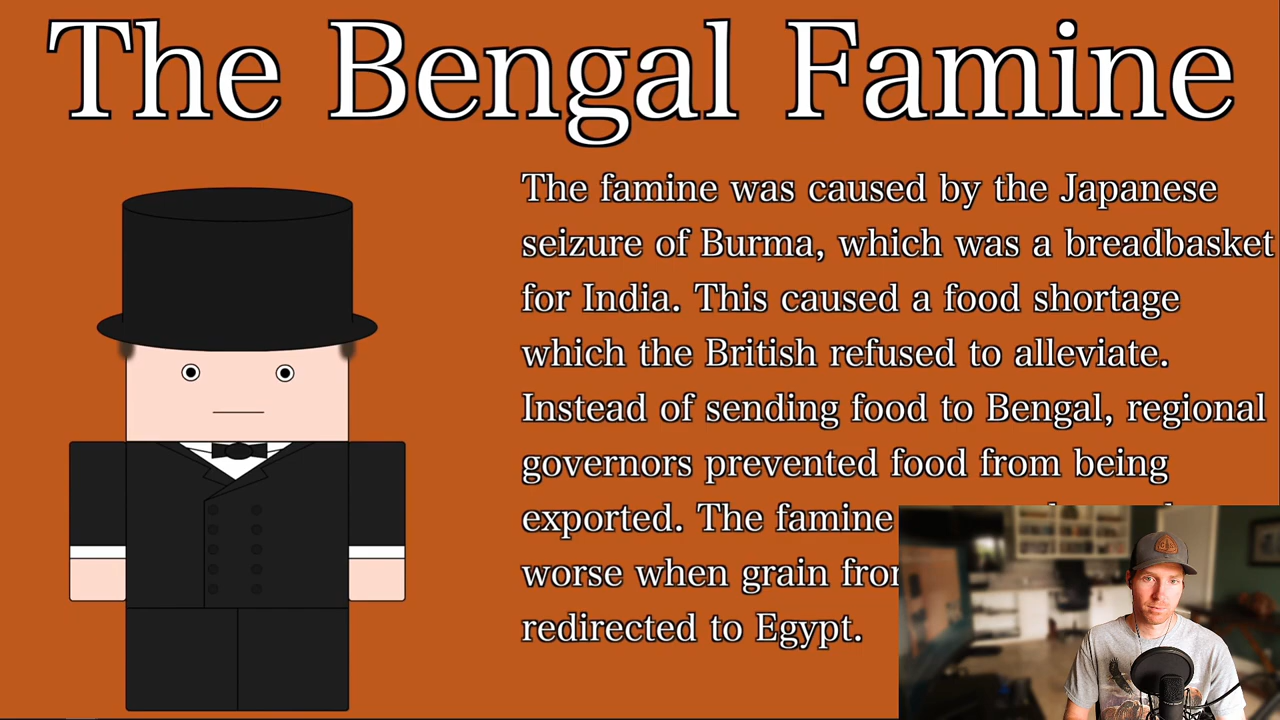 The Bengal Famine
The famine was caused by the Japanese
seizure of Burma, which was a breadbasket
for India. This caused a food shortage
which the British refused to alleviate.
Instead of sending food to Bengal, regional
governors prevented food from being
exported. The famine
worse when grain
redirected to Egypt.